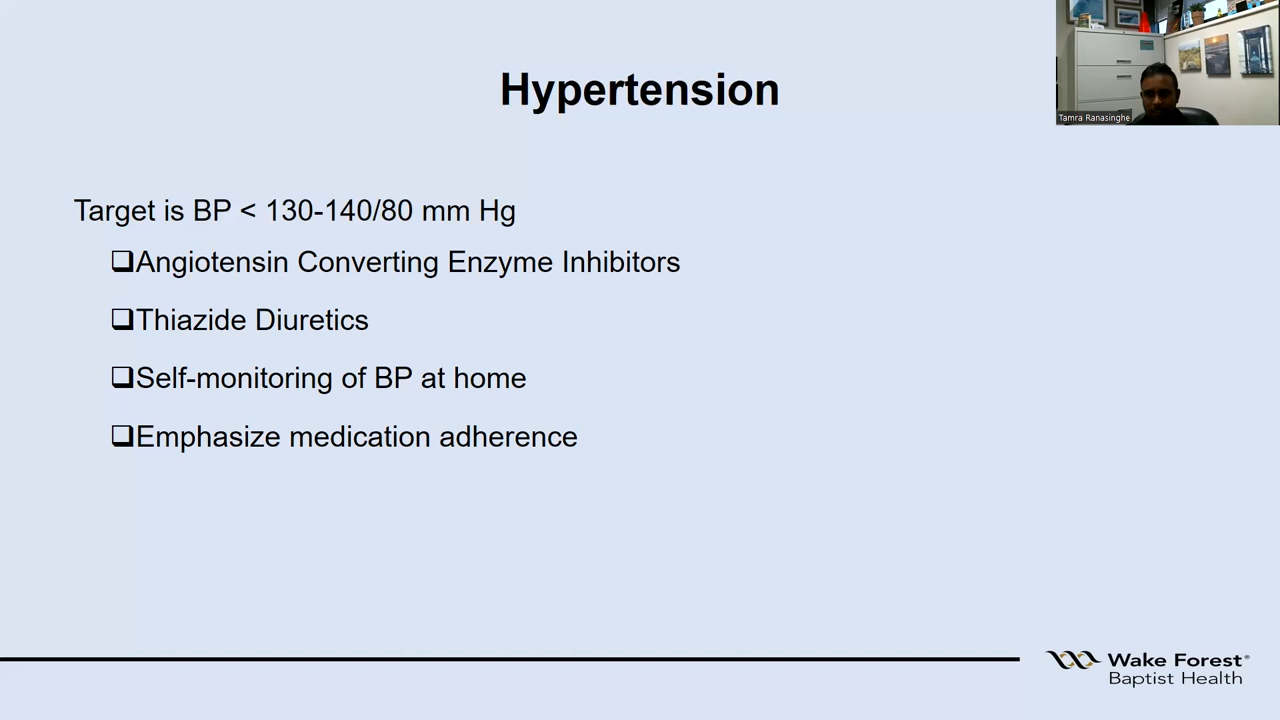 Hypertension
Tamra Ranasinghe
Target is BP < 130-140/80 mm Hg
❑Angiotensin Converting Enzyme Inhibitors
❑Thiazide Diuretics
❑Self-monitoring of BP at home
❑Emphasize medication adherence
Wake Forest®
Baptist Health